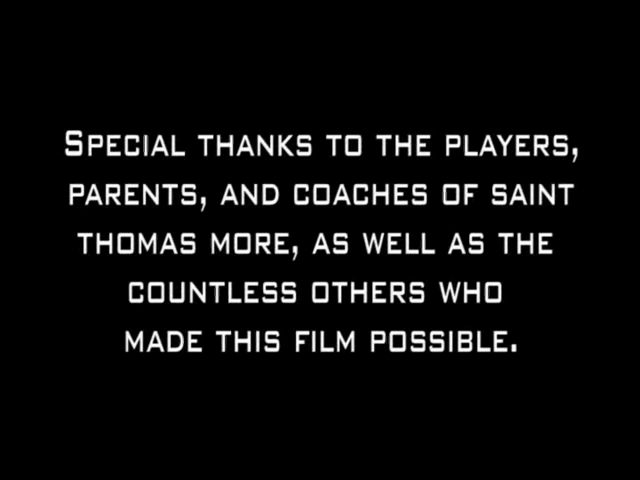 SPECIAL THANKS TO THE PLAYERS,
PARENTS, AND COACHES OF SAINT
THOMAS MORE, AS WELL AS THE
COUNTLESS OTHERS WHO
MADE THIS FILM POSSIBLE.